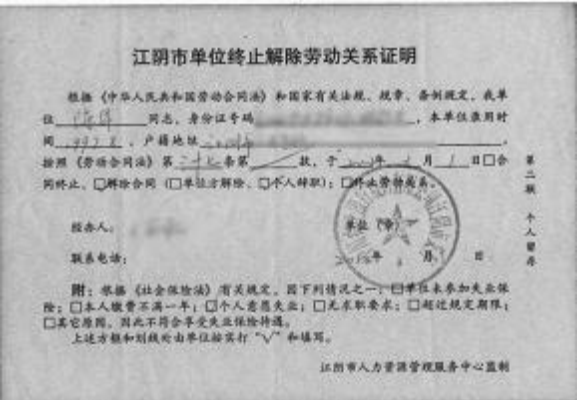 江阴市单位终止解除劳动关系证明
根据《中华人民共和国劳动合同法》和国家有关法规、规章、条例规定，我单
位 同志，身份证号码 ，本单位录用时
间 ，户籍地址 ，
按照《劳动合同法》第三十七条第 款，于 年 月 1 日□合
同终止、□解除合同（□单位方解除、□个人辞职）；□终止劳动关系。
第二联 个人留存
经办人： 单位（章）
联系电话： 年 月 日
附：根据《社会保险法》有关规定，因下列情况之一：□单位未参加失业保
险；□本人缴费不满一年；□个人意愿失业；□无求职要求；□超过规定期限；
□其它原因。因此不符合享受失业保险待遇。
上述方框和划线处由单位按实打“√”和填写。
江阴市人力资源管理服务中心监制